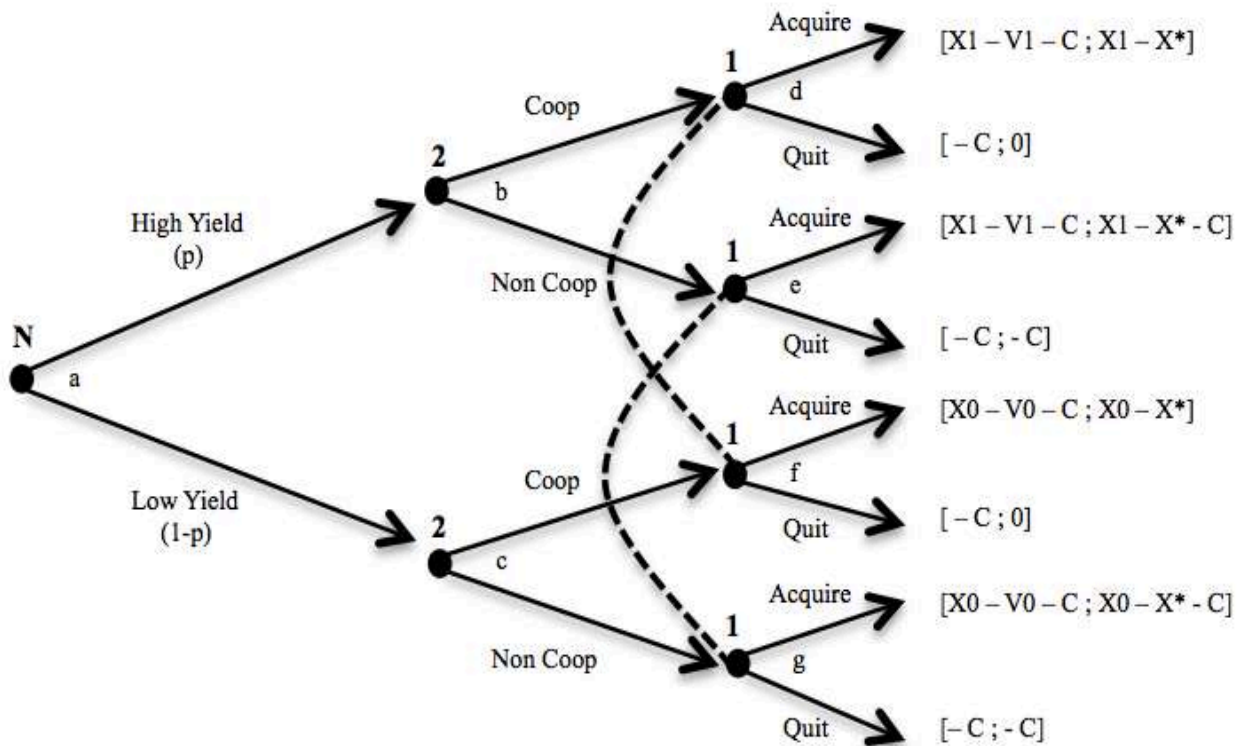 Acquire
[X1 – V1 – C ; X1 – X*]
1
d
Coop
Quit
[ – C ; 0]
2
b
Acquire
[X1 – V1 – C ; X1 – X* - C]
High Yield
(p)
1
Non Coop
e
Quit
[ – C ; - C]
N
a
Acquire
[X0 – V0 – C ; X0 – X*]
1
Coop
f
Low Yield
(1-p)
Quit
[ – C ; 0]
2
c
Acquire
[X0 – V0 – C ; X0 – X* - C]
1
Non Coop
g
Quit
[– C ; - C]